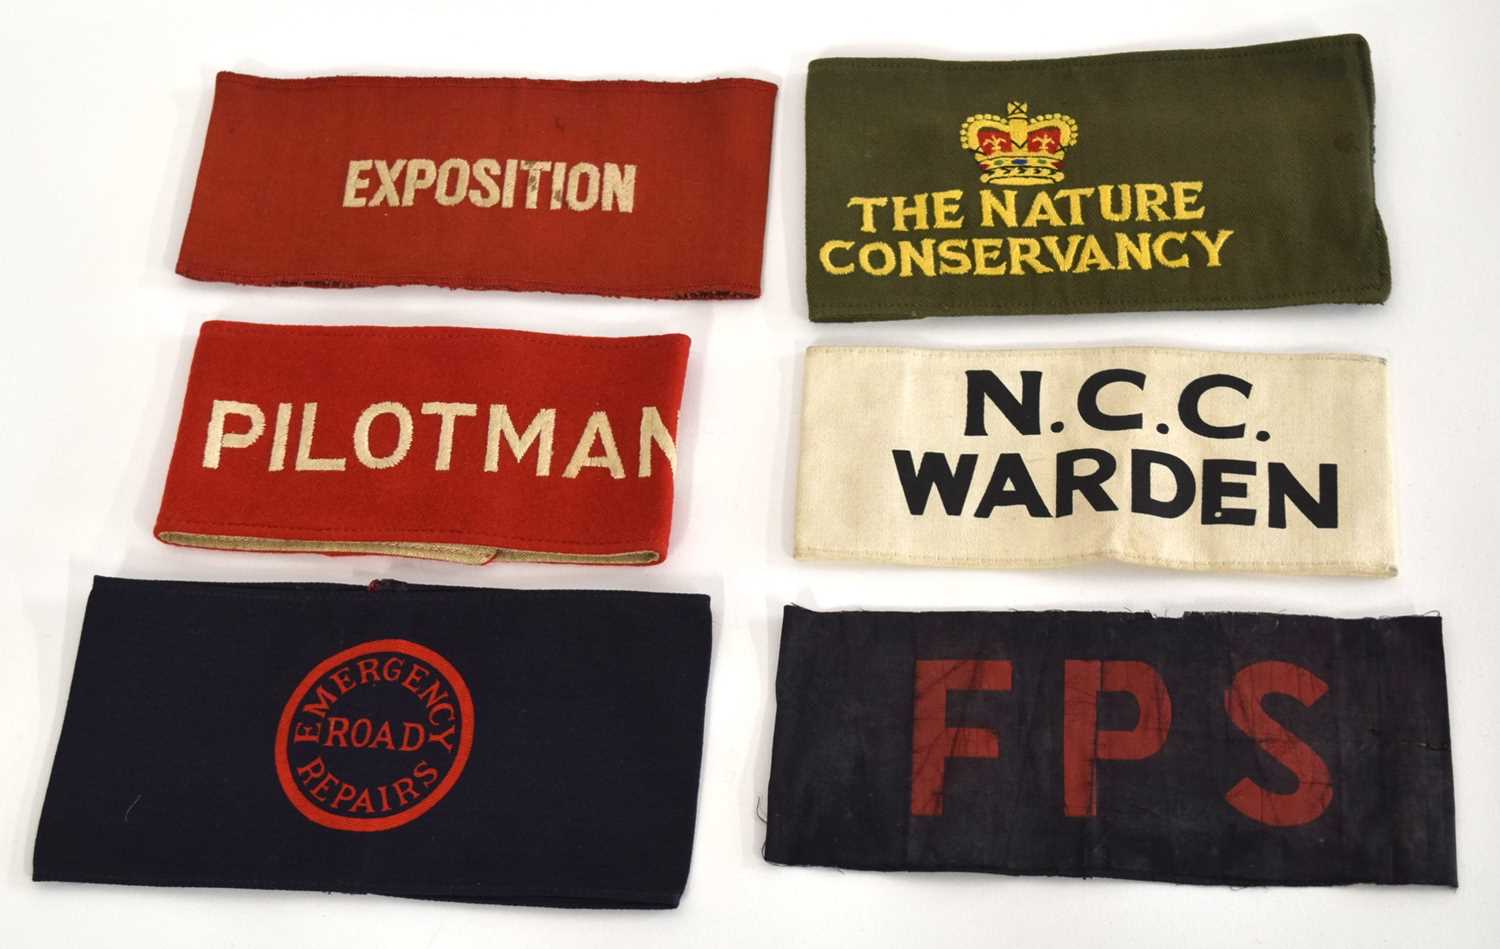 EXPOSITION
THE NATURE
CONSERVANCY
PILOTMAN
N.C.C.
WARDEN
EMERGENCY
ROAD
REPAIRS
FPS